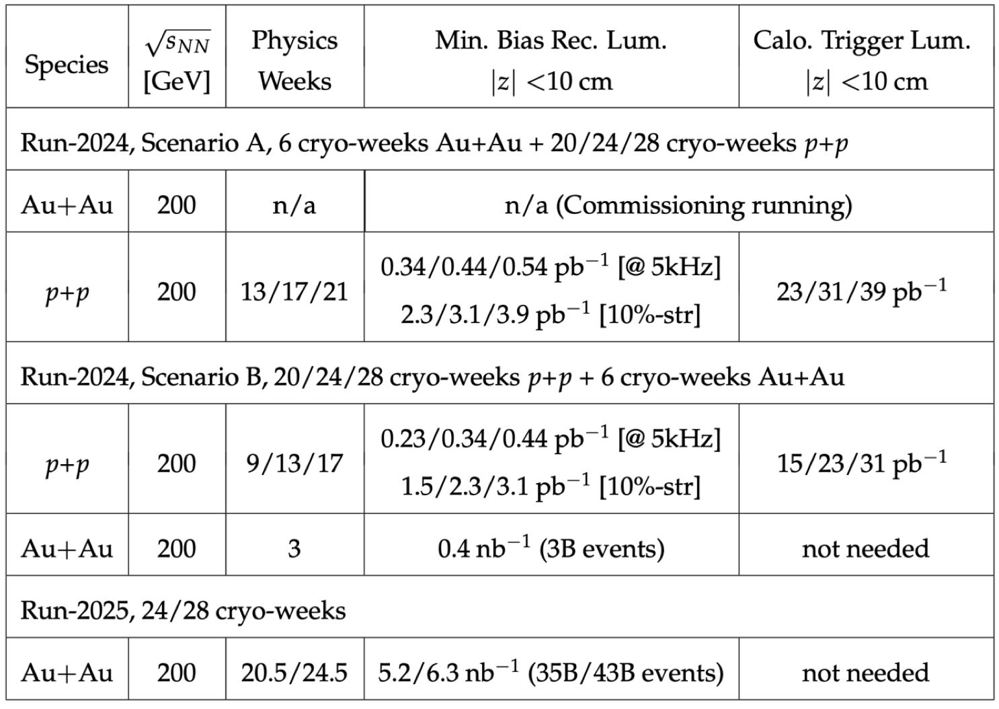 Species √sNN [GeV] Physics Weeks Min. Bias Rec. Lum. |z| <10 cm Calo. Trigger Lum. |z| <10 cm
Run-2024, Scenario A, 6 cryo-weeks Au+Au + 20/24/28 cryo-weeks p+p
Au+Au 200 n/a n/a (Commissioning running)
p+p 200 13/17/21 0.34/0.44/0.54 pb⁻¹ [@ 5kHz] 2.3/3.1/3.9 pb⁻¹ [10%-str] 23/31/39 pb⁻¹
Run-2024, Scenario B, 20/24/28 cryo-weeks p+p + 6 cryo-weeks Au+Au
p+p 200 9/13/17 0.23/0.34/0.44 pb⁻¹ [@ 5kHz] 1.5/2.3/3.1 pb⁻¹ [10%-str] 15/23/31 pb⁻¹
Au+Au 200 3 0.4 nb⁻¹ (3B events) not needed
Run-2025, 24/28 cryo-weeks
Au+Au 200 20.5/24.5 5.2/6.3 nb⁻¹ (35B/43B events) not needed